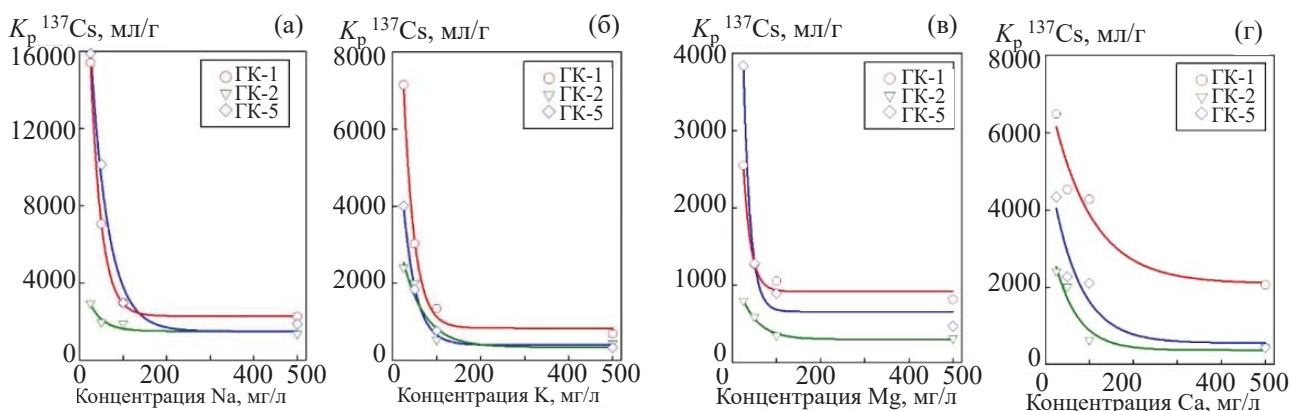 Kр 137Cs, мл/г
(а)
16000
12000
8000
4000
0
0
200
400
500
Концентрация Na, мг/л
ГК-1
ГК-2
ГК-5
Kр 137Cs, мл/г
(б)
8000
6000
4000
2000
0
0
200
400
500
Концентрация K, мг/л
ГК-1
ГК-2
ГК-5
Kр 137Cs, мл/г
(в)
4000
3000
2000
1000
0
0
200
400
500
Концентрация Mg, мг/л
ГК-1
ГК-2
ГК-5
Kр 137Cs, мл/г
(г)
8000
6000
4000
2000
0
0
200
400
500
Концентрация Ca, мг/л
ГК-1
ГК-2
ГК-5